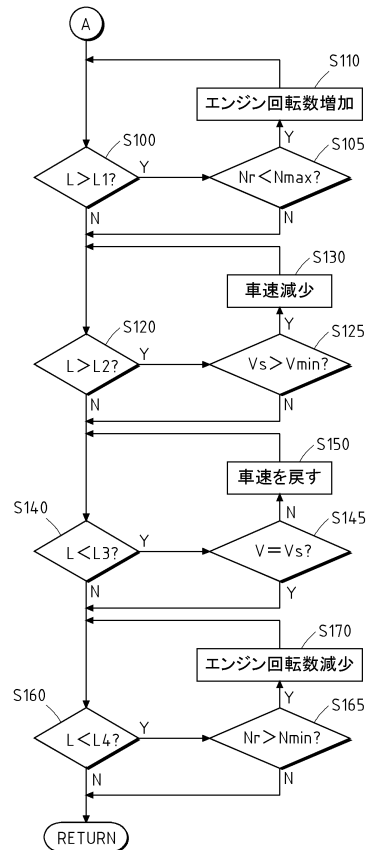 A
S110
エンジン回転数増加
Y
S100
S105
L>L1?
Y
Nr<Nmax?
N
N
S130
車速減少
Y
S120
S125
L>L2?
Y
Vs>Vmin?
N
N
S150
車速を戻す
N
S140
S145
L<L3?
Y
V=Vs?
N
Y
S170
エンジン回転数減少
Y
S160
S165
L<L4?
Y
Nr>Nmin?
N
N
RETURN